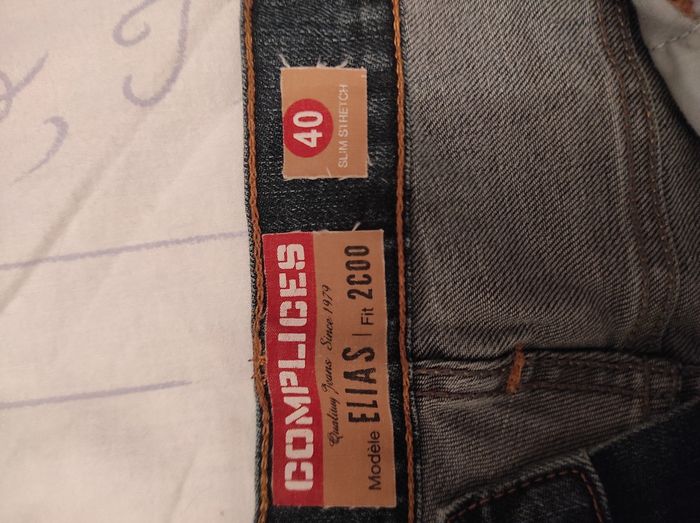 COMPLICES
Quality Jeans Since 1979
Modèle ELIAS | Fit 2C00
40
SLIM STRETCH